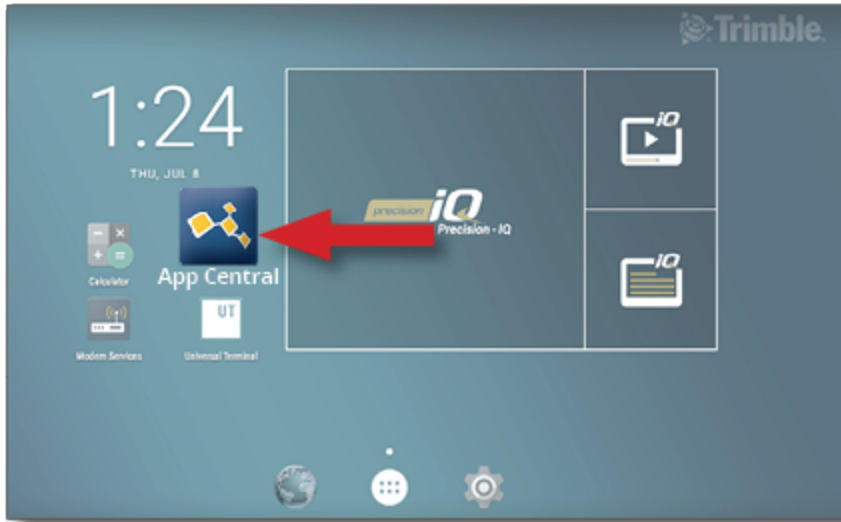 Trimble.
1:24
THU, JUL 8
App Central
Calculator
Modem Services
UT
Universal Terminal
precision iQ
Precision - IQ
iQ
iQ